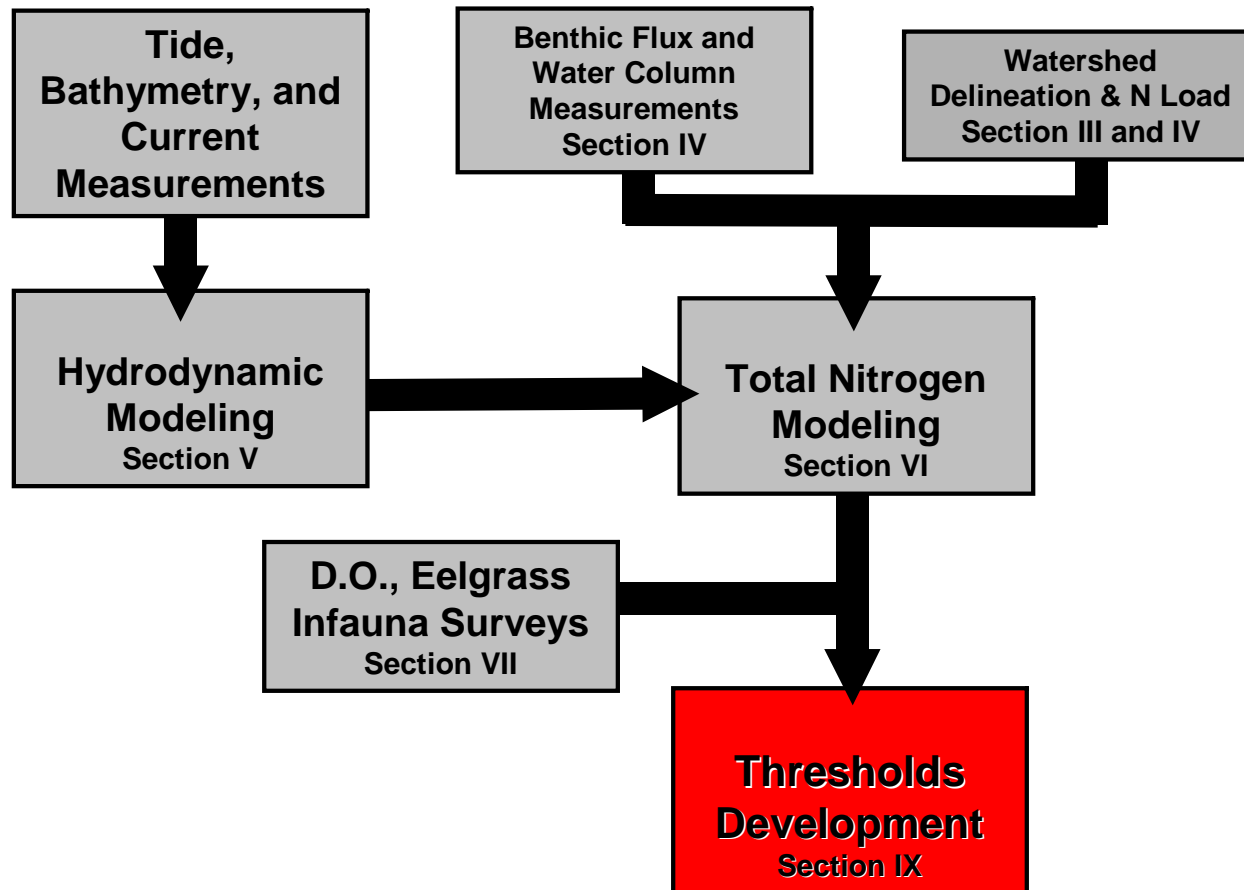 Tide,
Bathymetry, and
Current
Measurements
Benthic Flux and
Water Column
Measurements
Section IV
Watershed
Delineation & N Load
Section III and IV
Hydrodynamic
Modeling
Section V
Total Nitrogen
Modeling
Section VI
D.O., Eelgrass
Infauna Surveys
Section VII
Thresholds
Development
Section IX